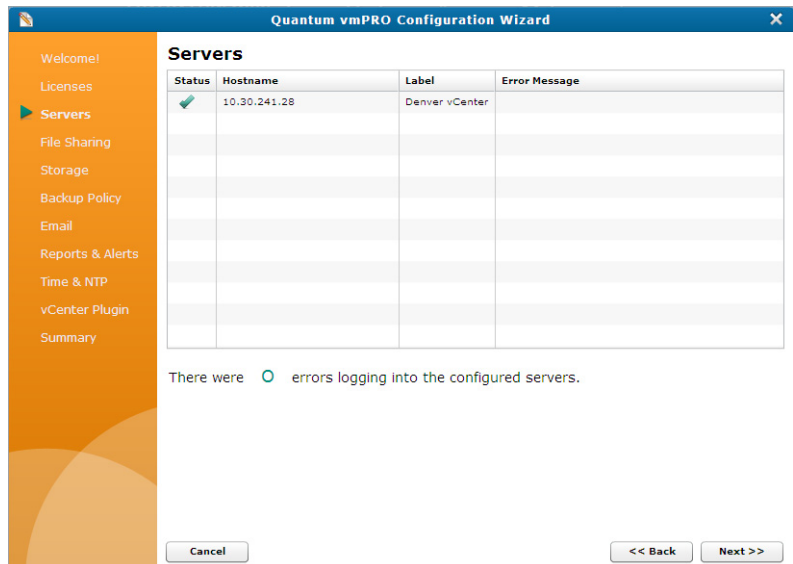 Quantum vmPRO Configuration Wizard
Welcome!
Licenses
Servers
File Sharing
Storage
Backup Policy
Email
Reports & Alerts
Time & NTP
vCenter Plugin
Summary
Servers
Status Hostname Label Error Message
10.30.241.28 Denver vCenter
There were 0 errors logging into the configured servers.
Cancel << Back Next >>